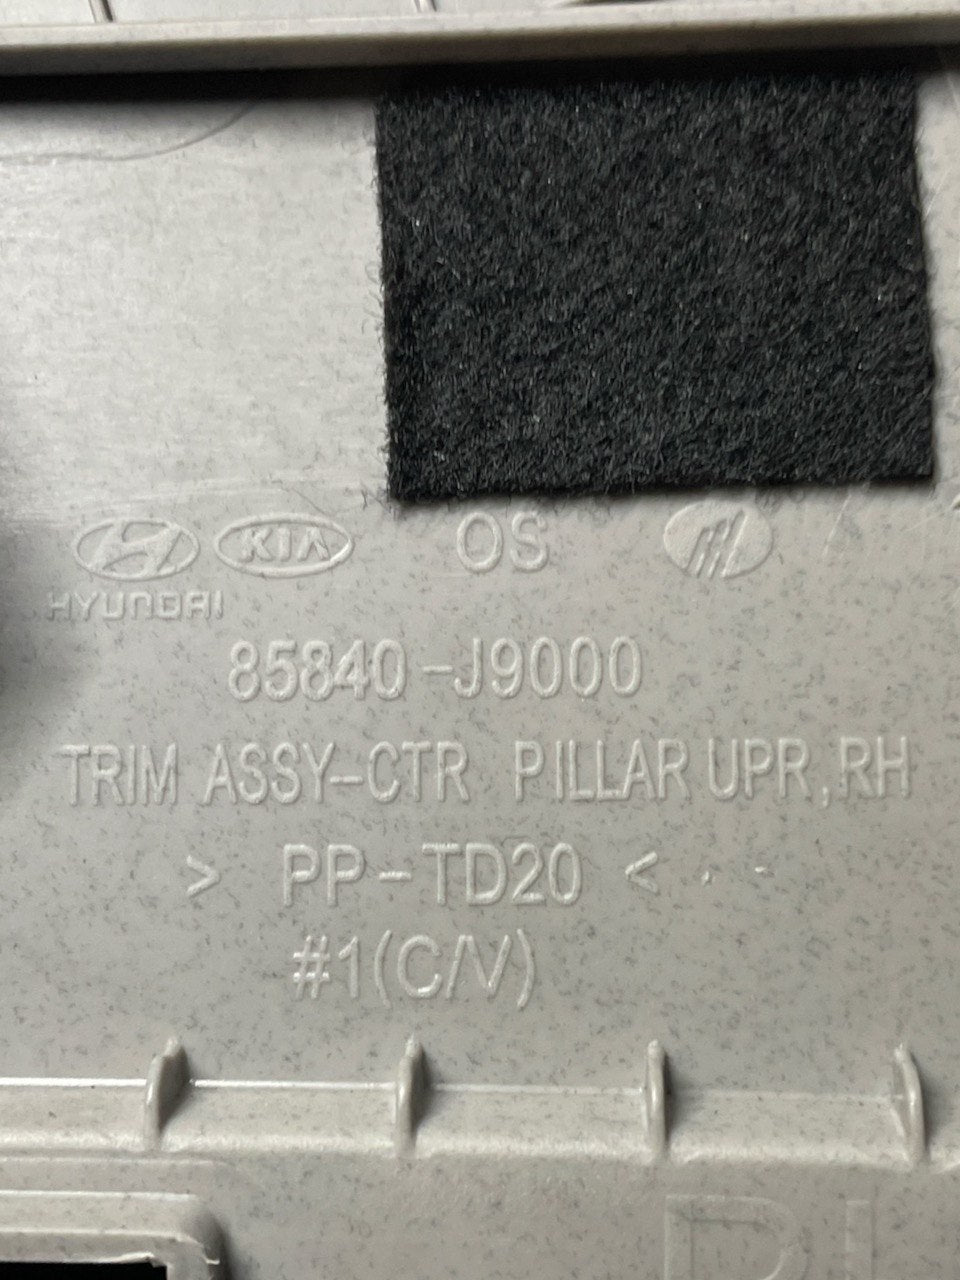 KIA OS
HYUNDAI
85840-J9000
TRIM ASSY-CTR PILLAR UPR,RH
> PP-TD20 <
#1(C/V)